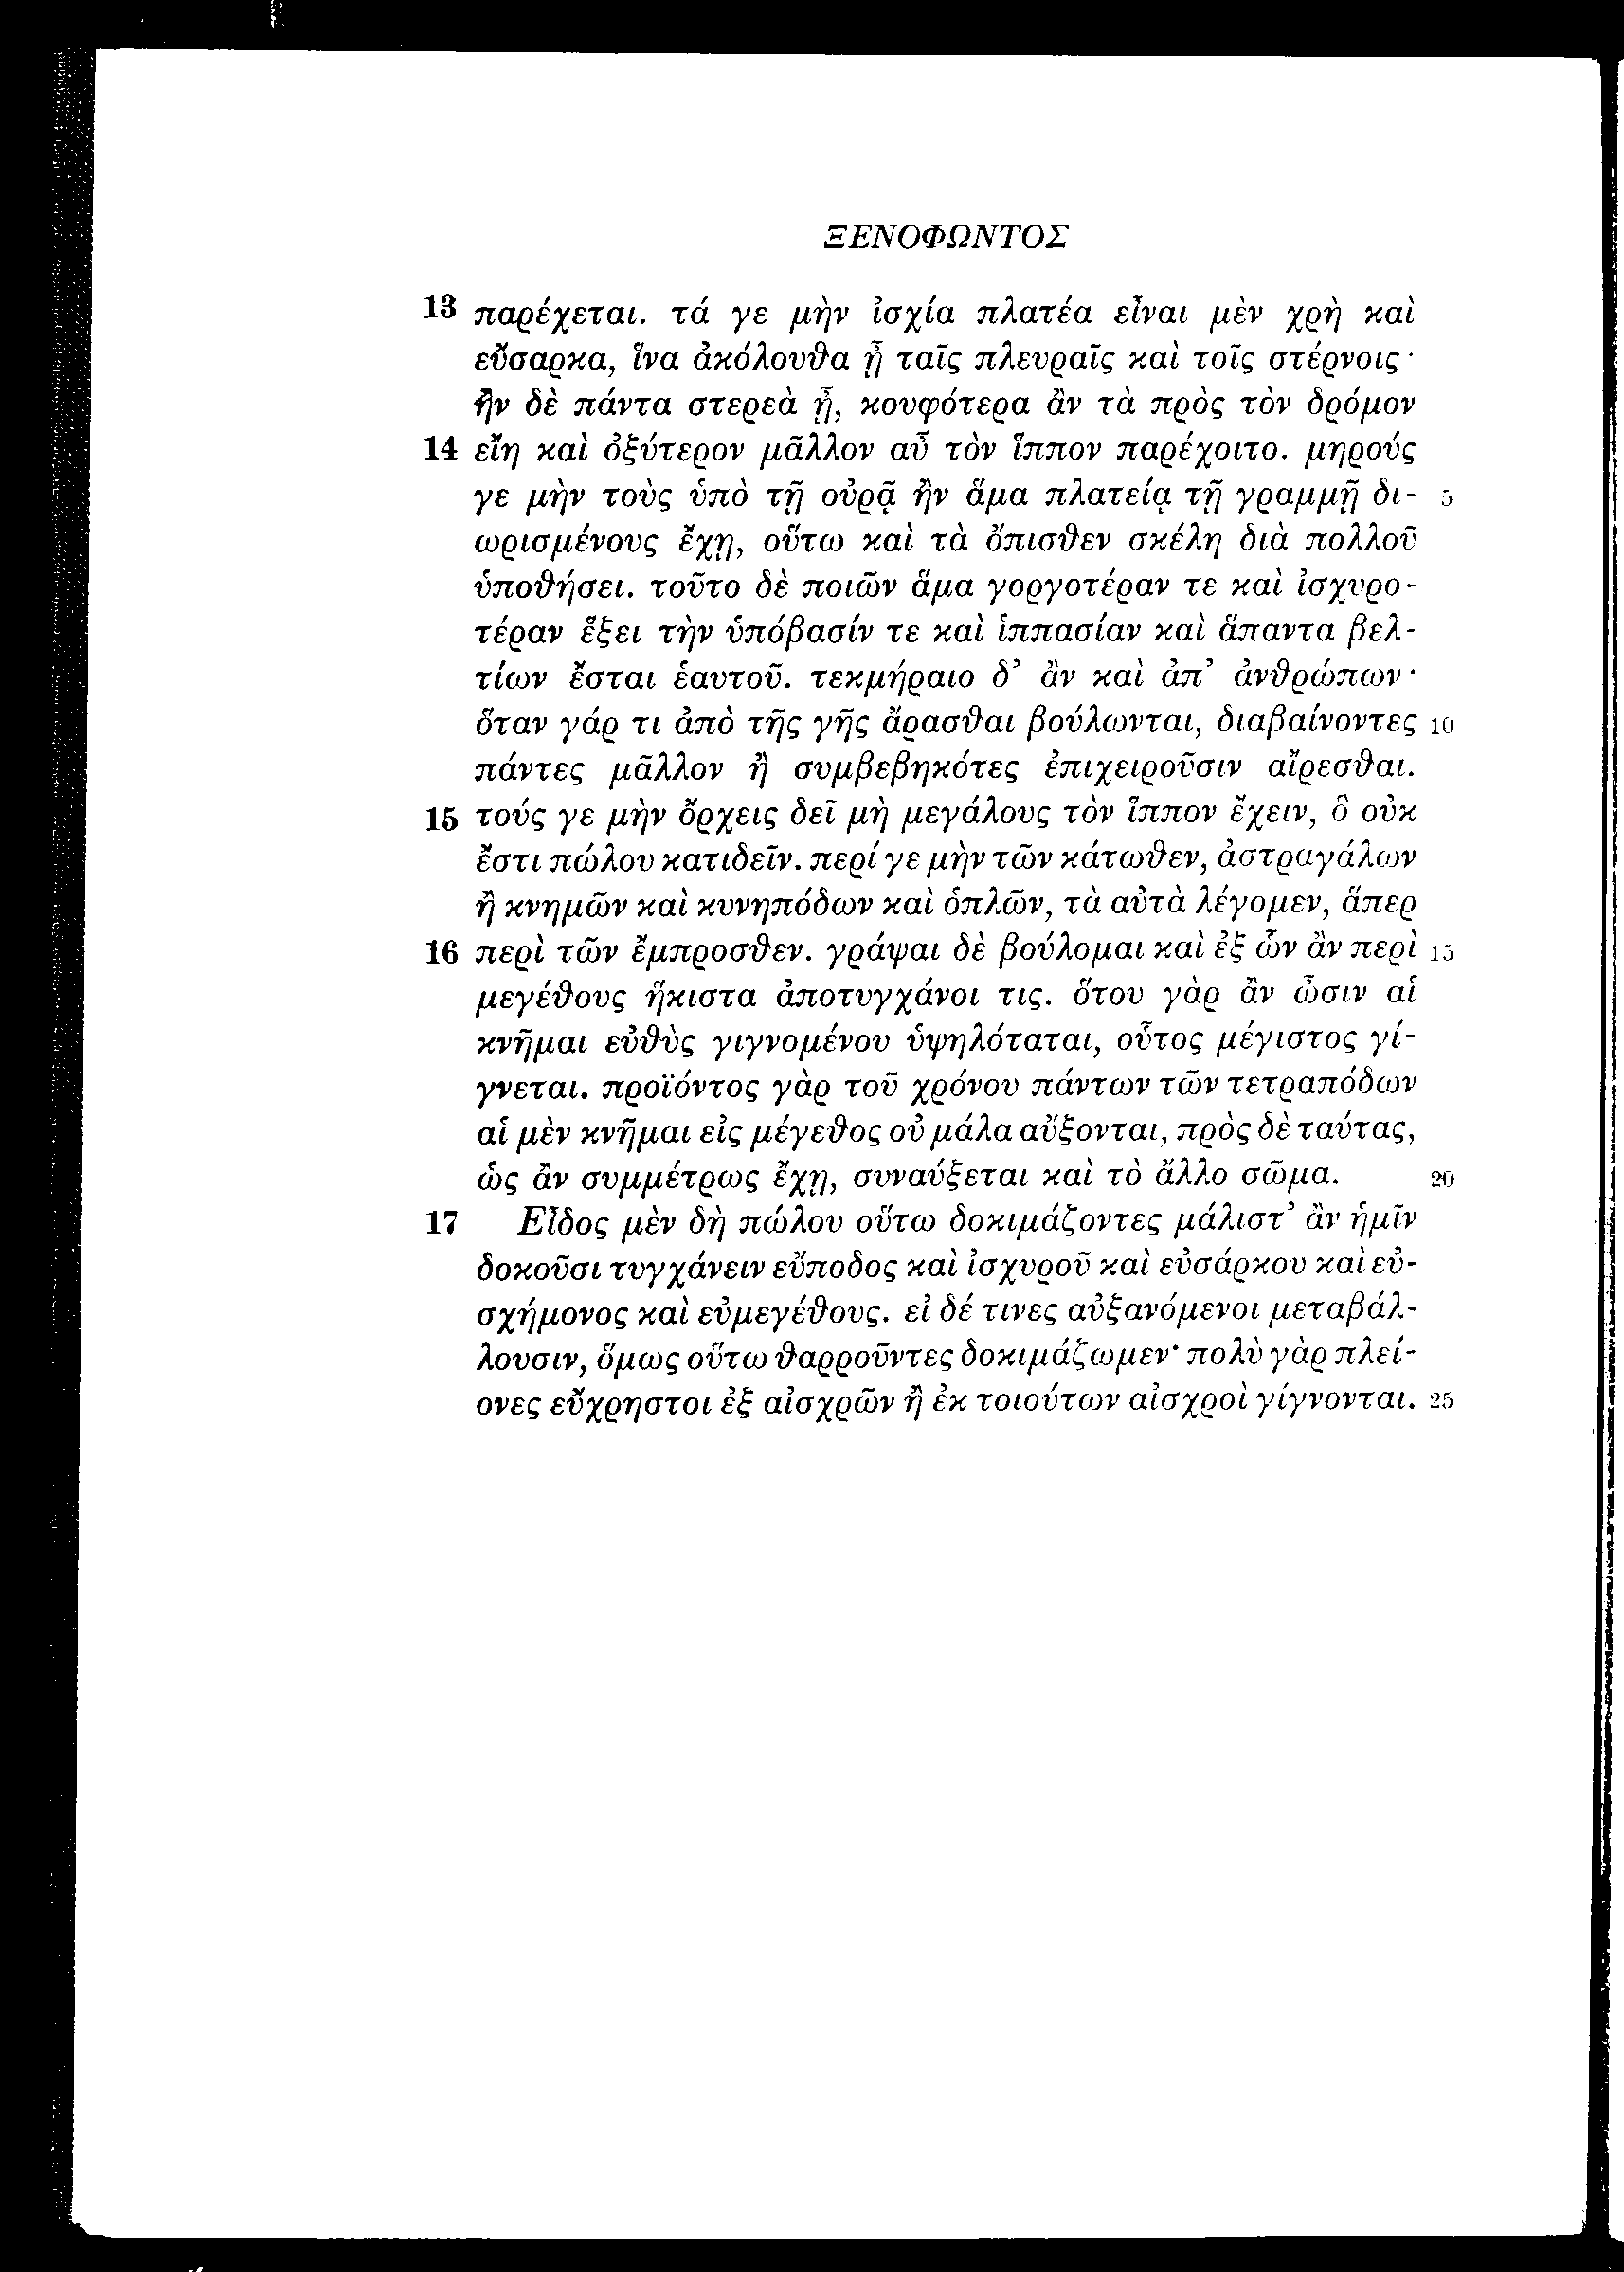 ΞΕΝΟΦΩΝΤΟΣ
13 παρέχεται. τά γε μὴν ἰσχία πλατέα εἶναι μὲν χρὴ καὶ
εὔσαρκα, ἵνα ἀκόλουθα ᾖ ταῖς πλευραῖς καὶ τοῖς στέρνοις·
ἢν δὲ πάντα στερεὰ ᾖ, κουφότερα ἂν τὰ πρὸς τὸν δρόμον
14 εἴη καὶ ὀξύτερον μᾶλλον αὖ τὸν ἵππον παρέχοιτο. μηρούς
γε μὴν τοὺς ὑπὸ τῇ οὐρᾷ ἢν ἅμα πλατείᾳ τῇ γραμμῇ δι- 5
ωρισμένους ἔχῃ, οὕτω καὶ τὰ ὄπισθεν σκέλη διὰ πολλοῦ
ὑποθήσει. τοῦτο δὲ ποιῶν ἅμα γοργοτέραν τε καὶ ἰσχυρο-
τέραν ἕξει τὴν ὑπόβασίν τε καὶ ἱππασίαν καὶ ἅπαντα βελ-
τίων ἔσται ἑαυτοῦ. τεκμήραιο δ’ ἂν καὶ ἀπ’ ἀνθρώπων·
ὅταν γάρ τι ἀπὸ τῆς γῆς ἄρασθαι βούλωνται, διαβαίνοντες 10
πάντες μᾶλλον ἢ συμβεβηκότες ἐπιχειροῦσιν αἴρεσθαι.
15 τούς γε μὴν ὄρχεις δεῖ μὴ μεγάλους τὸν ἵππον ἔχειν, ὃ οὐκ
ἔστι πώλου κατιδεῖν. περί γε μὴν τῶν κάτωθεν, ἀστραγάλων
ἢ κνημῶν καὶ κυνηπόδων καὶ ὁπλῶν, τὰ αὐτὰ λέγομεν, ἅπερ
16 περὶ τῶν ἔμπροσθεν. γράψαι δὲ βούλομαι καὶ ἐξ ὧν ἂν περὶ 15
μεγέθους ἥκιστα ἀποτυγχάνοι τις. ὅτου γὰρ ἂν ὦσιν αἱ
κνῆμαι εὐθὺς γιγνομένου ὑψηλόταται, οὗτος μέγιστος γί-
γνεται. προϊόντος γὰρ τοῦ χρόνου πάντων τῶν τετραπόδων
αἱ μὲν κνῆμαι εἰς μέγεθος οὐ μάλα αὔξονται, πρὸς δὲ ταύτας,
ὡς ἂν συμμέτρως ἔχῃ, συναύξεται καὶ τὸ ἄλλο σῶμα. 20
17 Εἶδος μὲν δὴ πώλου οὕτω δοκιμάζοντες μάλιστ’ ἂν ἡμῖν
δοκοῦσι τυγχάνειν εὔποδος καὶ ἰσχυροῦ καὶ εὐσάρκου καὶ εὐ-
σχήμονος καὶ εὐμεγέθους. εἰ δέ τινες αὐξανόμενοι μεταβάλ-
λουσιν, ὅμως οὕτω θαρροῦντες δοκιμάζωμεν· πολὺ γὰρ πλεί-
ονες εὔχρηστοι ἐξ αἰσχρῶν ἢ ἐκ τοιούτων αἰσχροὶ γίγνονται. 25